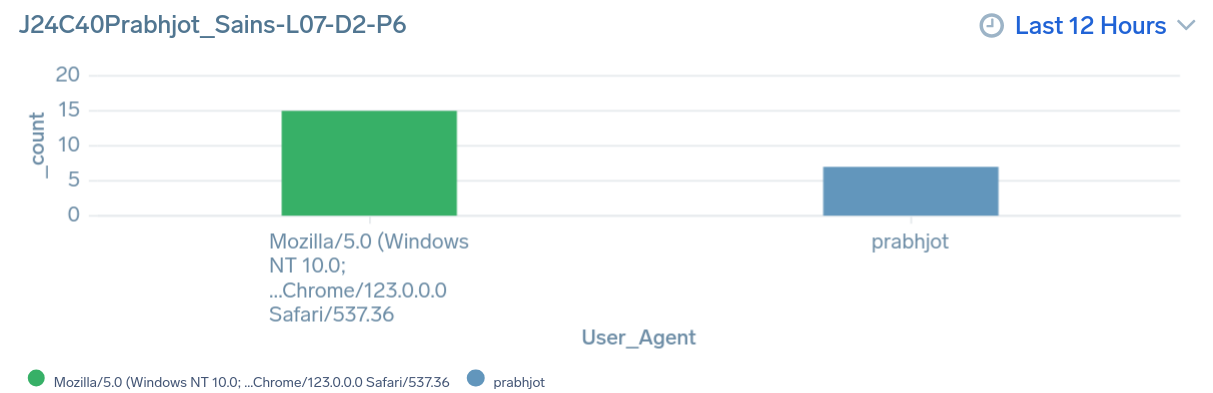 J24C40Prabhjot_Sains-L07-D2-P6
Last 12 Hours
20
15
10
5
0
_count
Mozilla/5.0 (Windows
NT 10.0;
...Chrome/123.0.0.0
Safari/537.36
prabhjot
User_Agent
Mozilla/5.0 (Windows NT 10.0; ...Chrome/123.0.0.0 Safari/537.36
prabhjot